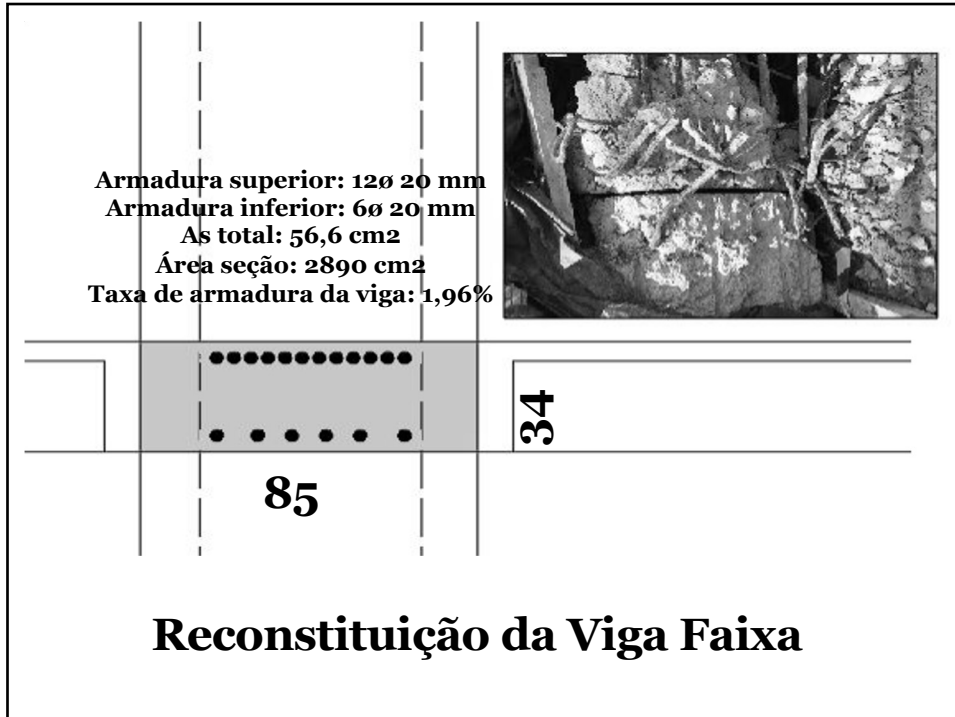 Armadura superior: 12ø 20 mm
Armadura inferior: 6ø 20 mm
As total: 56,6 cm2
Área seção: 2890 cm2
Taxa de armadura da viga: 1,96%
34
85
Reconstituição da Viga Faixa